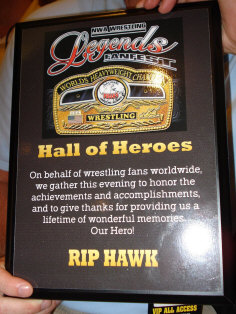 NWA WRESTLING
Legends
FANFEST
WORLDS HEAVYWEIGHT CHAMPION
WRESTLING
Hall of Heroes
On behalf of wrestling fans worldwide,
we gather this evening to honor the
achievements and accomplishments,
and to give thanks for providing us a
lifetime of wonderful memories...
Our Hero!
RIP HAWK
VIP ALL ACCESS